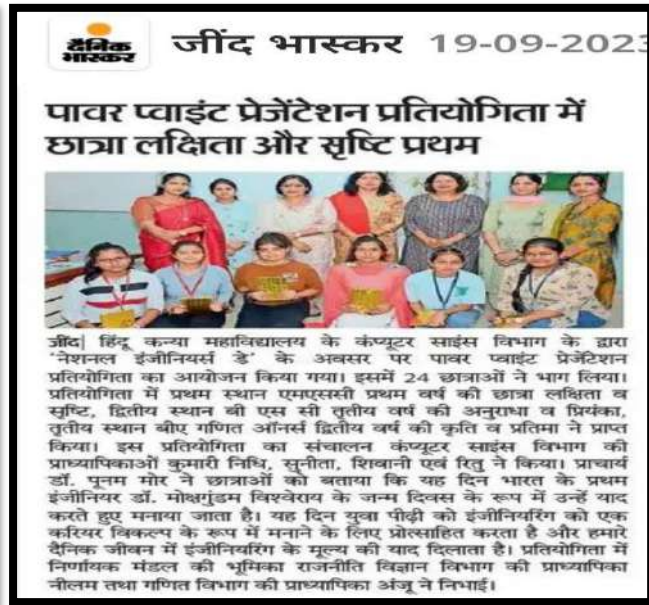 दैनिक
भास्कर
जींद भास्कर 19-09-2023
पावर प्वाइंट प्रेजेंटेशन प्रतियोगिता में
छात्रा लक्षिता और सृष्टि प्रथम
जींद| हिंदू कन्या महाविद्यालय के कंप्यूटर साइंस विभाग के द्वारा
‘नेशनल इंजीनियर्स डे’ के अवसर पर पावर प्वाइंट प्रेजेंटेशन
प्रतियोगिता का आयोजन किया गया। इसमें 24 छात्राओं ने भाग लिया।
प्रतियोगिता में प्रथम स्थान एमएससी प्रथम वर्ष की छात्रा लक्षिता व
सृष्टि, द्वितीय स्थान बी एस सी तृतीय वर्ष की अनुराधा व प्रियंका,
तृतीय स्थान बीए गणित ऑनर्स द्वितीय वर्ष की कृति व प्रतिमा ने प्राप्त
किया। इस प्रतियोगिता का संचालन कंप्यूटर साइंस विभाग की
प्राध्यापिकाओं कुमारी निधि, सुनीता, शिवानी एवं रितु ने किया। प्राचार्य
डॉ. पूनम मोर ने छात्राओं को बताया कि यह दिन भारत के प्रथम
इंजीनियर डॉ. मोक्षगुंडम विश्वेराय के जन्म दिवस के रूप में उन्हें याद
करते हुए मनाया जाता है। यह दिन युवा पीढ़ी को इंजीनियरिंग को एक
करियर विकल्प के रूप में मनाने के लिए प्रोत्साहित करता है और हमारे
दैनिक जीवन में इंजीनियरिंग के मूल्य की याद दिलाता है। प्रतियोगिता में
निर्णायक मंडल की भूमिका राजनीति विज्ञान विभाग की प्राध्यापिका
नीलम तथा गणित विभाग की प्राध्यापिका अंजू ने निभाई।